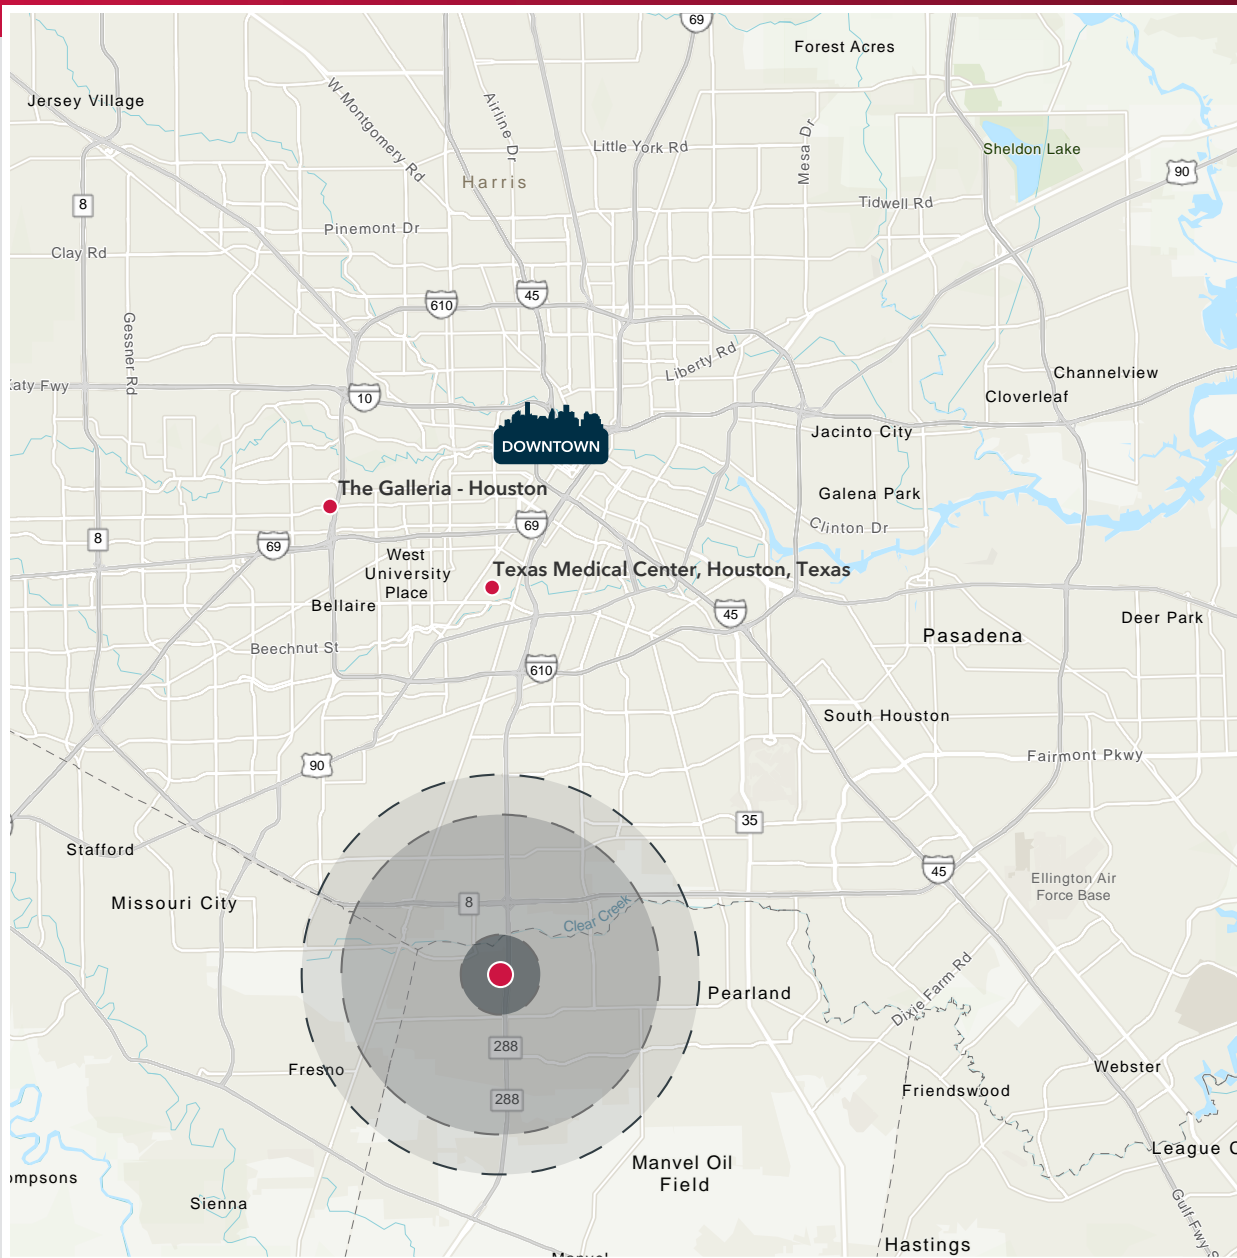 69
Forest Acres
Jersey Village
W Montgomery Rd
Airline Dr
Mesa Dr
Little York Rd
Sheldon Lake
90
Harris
8
Tidwell Rd
Pinemont Dr
Clay Rd
610
45
Gessner Rd
Liberty Rd
Channelview
Katy Fwy
10
Cloverleaf
Jacinto City
DOWNTOWN
The Galleria - Houston
Galena Park
Clinton Dr
8
69
69
West
University
Place
Texas Medical Center, Houston, Texas
Bellaire
45
Deer Park
Pasadena
Beechnut St
610
South Houston
90
Fairmont Pkwy
35
Stafford
45
Ellington Air
Force Base
Missouri City
8
Clear Creek
Dixie Farm Rd
Pearland
288
Fresno
Webster
288
Friendswood
League C
Manvel Oil
Field
ompsons
Sienna
Gulf Fwy S
Hastings
Manvel